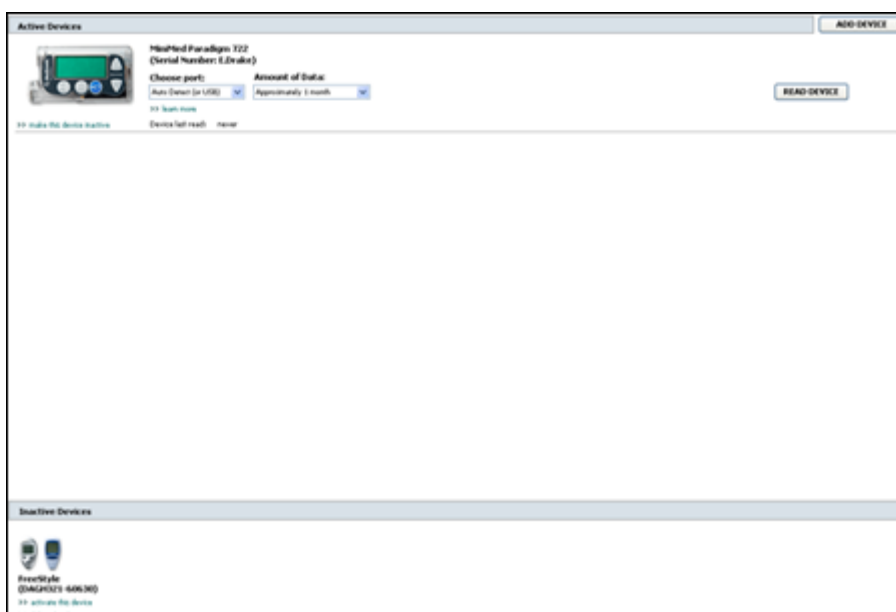 Active Devices
ADD DEVICE
MiniMed Paradigm 722
(Serial Number: E.Drake)
Choose port: Amount of Data:
Auto Detect (or USB) Approximately 1 month
READ DEVICE
>> learn more
>> make this device inactive
Device last read: never
Inactive Devices
FreeStyle
(DAGH321-60630)
>> activate this device